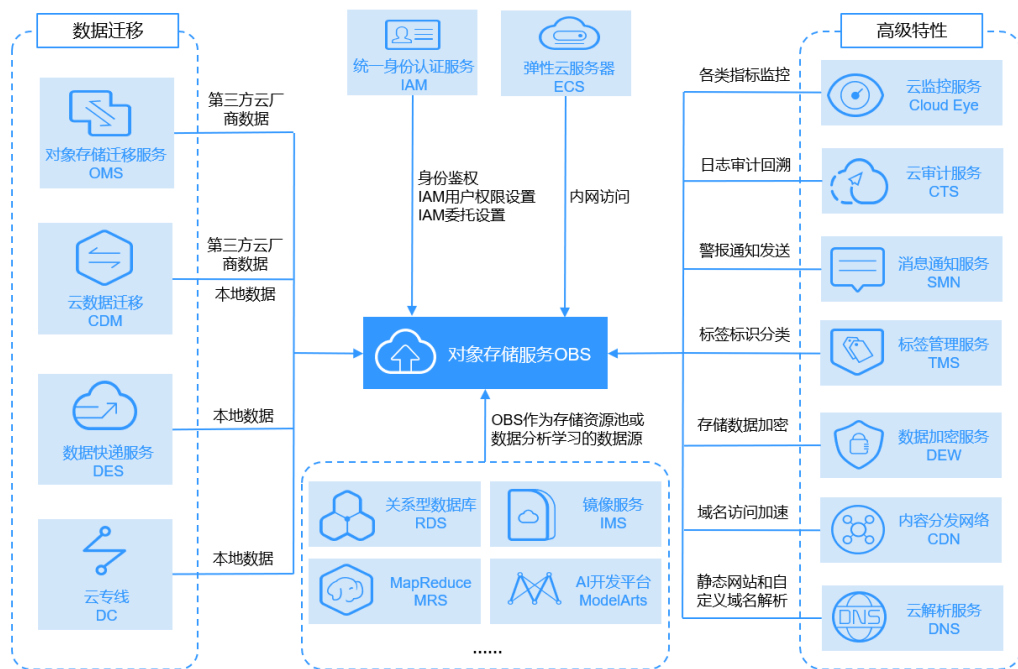 数据迁移
对象存储迁移服务
OMS
第三方云厂
商数据
云数据迁移
CDM
第三方云厂
商数据
本地数据
数据快递服务
DES
本地数据
云专线
DC
本地数据
统一身份认证服务
IAM
身份鉴权
IAM用户权限设置
IAM委托设置
弹性云服务器
ECS
内网访问
对象存储服务OBS
OBS作为存储资源池或
数据分析学习的数据源
关系型数据库
RDS
镜像服务
IMS
MapReduce
MRS
AI开发平台
ModelArts
......
高级特性
各类指标监控
云监控服务
Cloud Eye
日志审计回溯
云审计服务
CTS
警报通知发送
消息通知服务
SMN
标签标识分类
标签管理服务
TMS
存储数据加密
数据加密服务
DEW
域名访问加速
内容分发网络
CDN
静态网站和自
定义域名解析
DNS
云解析服务
DNS